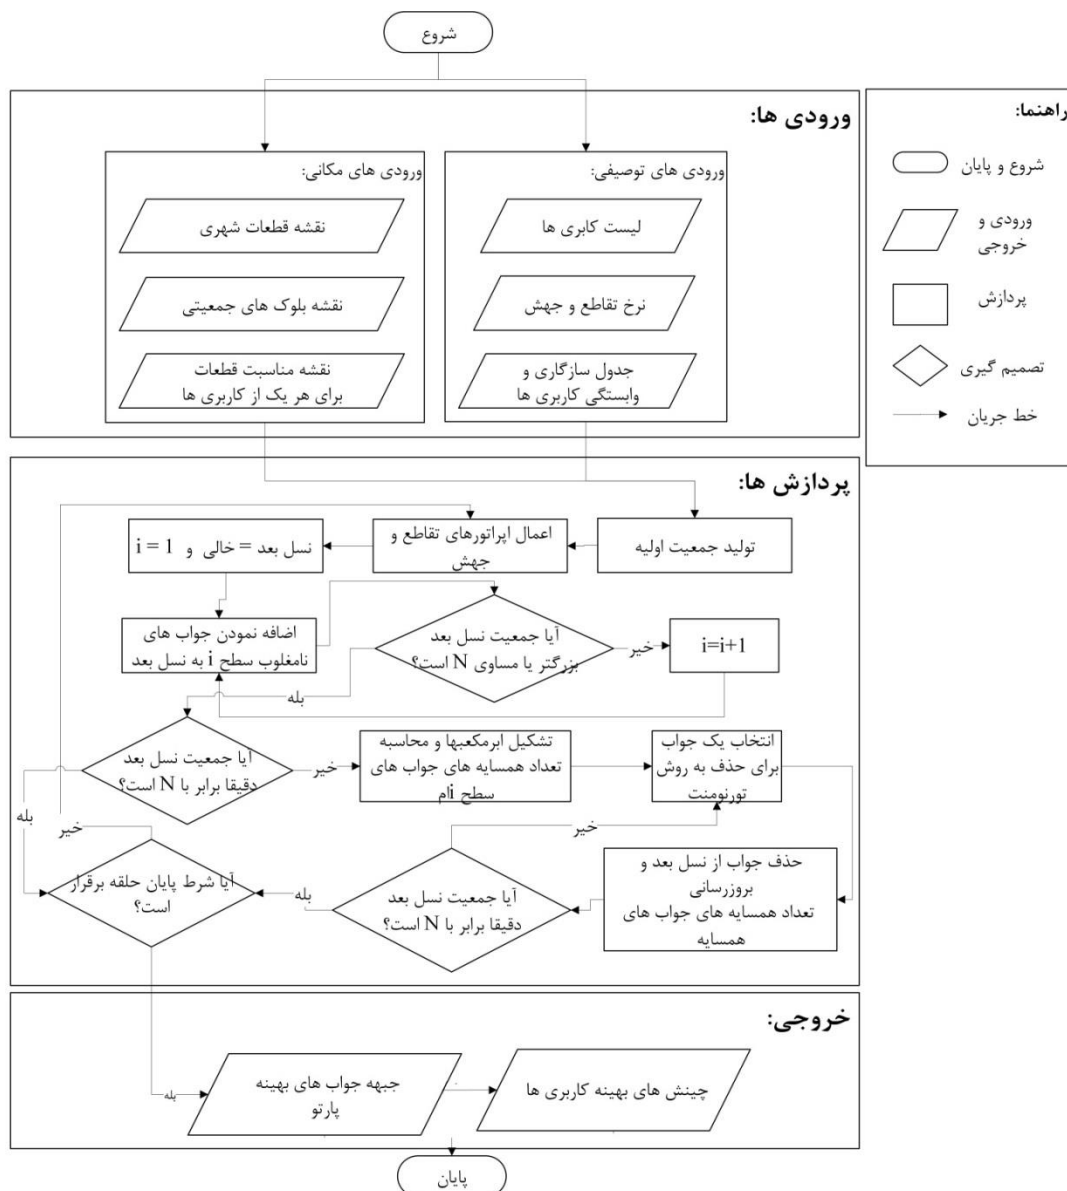 شروع
ورودی ها:
ورودی های توصیفی:
لیست کابری ها
نرخ تقاطع و جهش
جدول سازگاری و
وابستگی کاربری ها
ورودی های مکانی:
نقشه قطعات شهری
نقشه بلوک های جمعیتی
نقشه مناسبت قطعات
برای هر یک از کاربری ها
راهنما:
شروع و پایان
ورودی و
خروجی
پردازش
تصمیم گیری
خط جریان
پردازش ها:
تولید جمعیت اولیه
اعمال اپراتورهای تقاطع و
جهش
نسل بعد = خالی و i = 1
اضافه نمودن جواب های
نامغلوب سطح i به نسل بعد
آیا جمعیت نسل بعد
بزرگتر یا مساوی N است؟
خیر
i=i+1
بله
آیا جمعیت نسل بعد
دقیقا برابر با N است؟
خیر
تشکیل ابرمکعبها و محاسبه
تعداد همسایه های جواب های
سطح iام
انتخاب یک جواب
برای حذف به روش
تورنومنت
حذف جواب از نسل بعد و
بروزرسانی
تعداد همسایه های جواب های
همسایه
آیا جمعیت نسل بعد
دقیقا برابر با N است؟
خیر
بله
بله
خیر
آیا شرط پایان حلقه برقرار
است؟
خروجی:
بله
جبهه جواب های بهینه
پارتو
چینش های بهینه کاربری ها
پایان